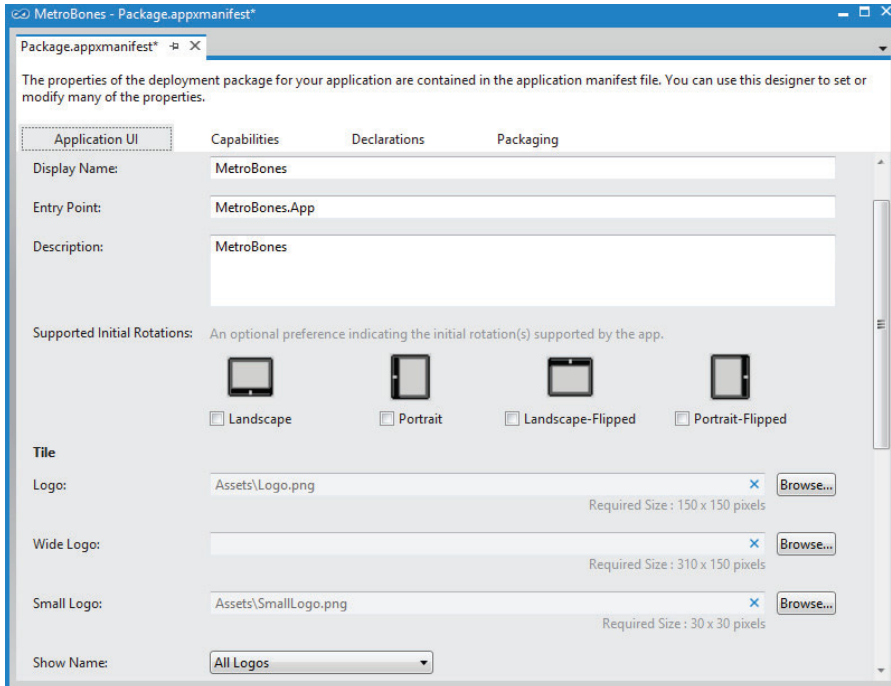 MetroBones - Package.appxmanifest*
Package.appxmanifest*
The properties of the deployment package for your application are contained in the application manifest file. You can use this designer to set or
modify many of the properties.
Application UI Capabilities Declarations Packaging
Display Name: MetroBones
Entry Point: MetroBones.App
Description: MetroBones
Supported Initial Rotations: An optional preference indicating the initial rotation(s) supported by the app.
Landscape Portrait Landscape-Flipped Portrait-Flipped
Tile
Logo: Assets\Logo.png Browse...
Required Size : 150 x 150 pixels
Wide Logo: Browse...
Required Size : 310 x 150 pixels
Small Logo: Assets\SmallLogo.png Browse...
Required Size : 30 x 30 pixels
Show Name: All Logos